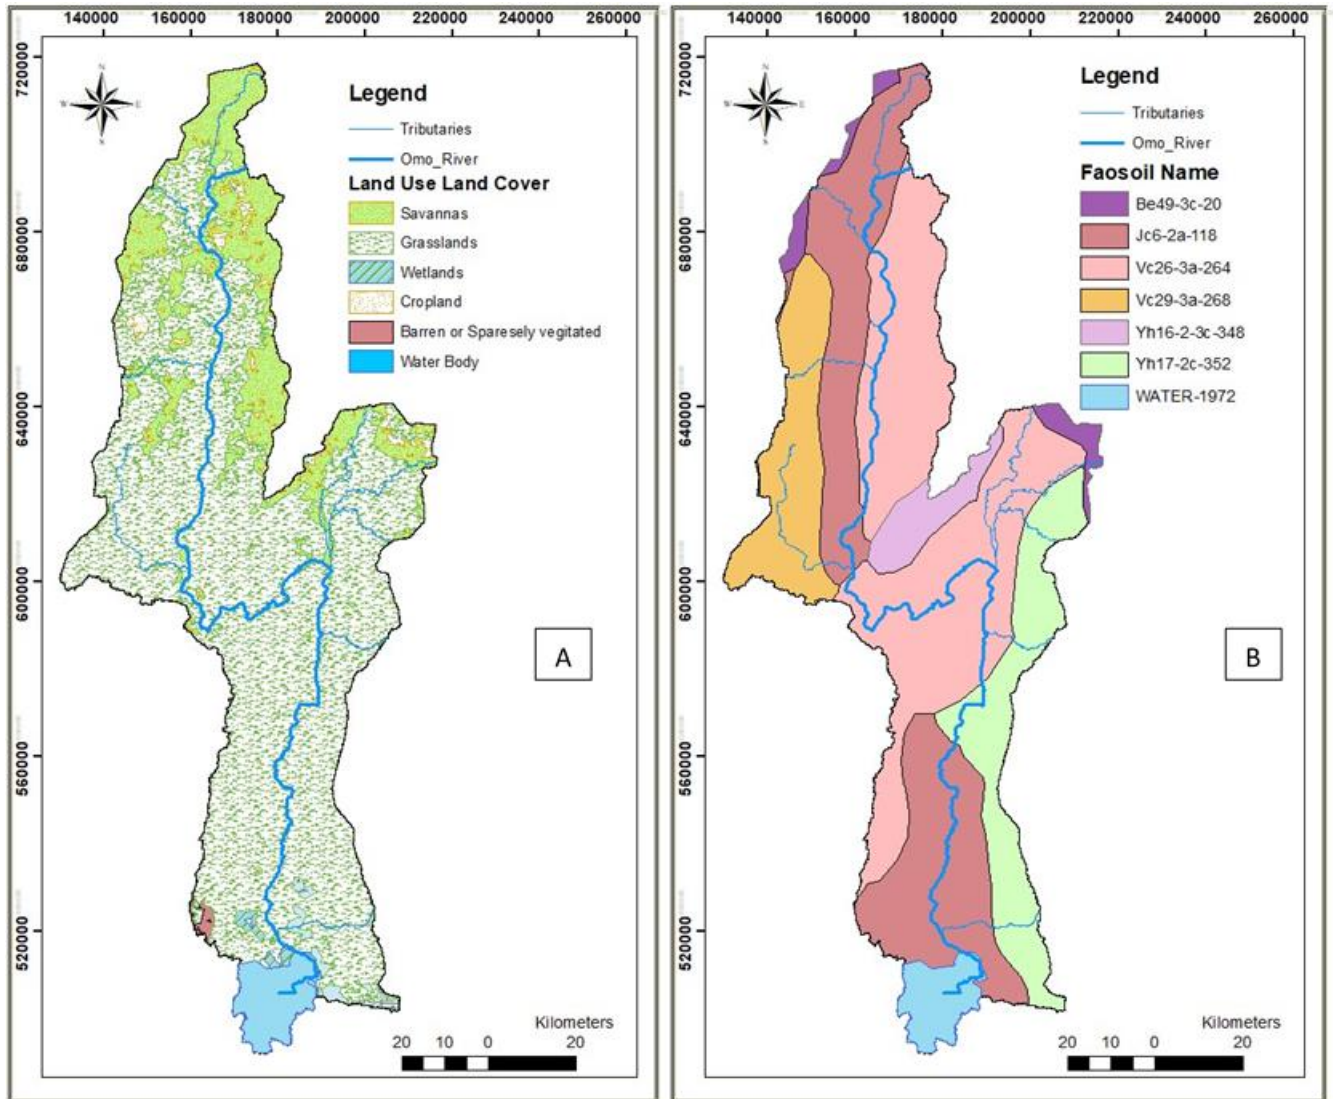 140000 160000 180000 200000 220000 240000 260000
720000
680000
640000
600000
560000
520000
N
W E
S
Legend
Tributaries
Omo_River
Land Use Land Cover
Savannas
Grasslands
Wetlands
Cropland
Barren or Sparesely vegitated
Water Body
A
Kilometers
20 10 0 20
140000 160000 180000 200000 220000 240000 260000
720000
680000
640000
600000
560000
520000
N
W E
S
Legend
Tributaries
Omo_River
Faosoil Name
Be49-3c-20
Jc6-2a-118
Vc26-3a-264
Vc29-3a-268
Yh16-2-3c-348
Yh17-2c-352
WATER-1972
B
Kilometers
20 10 0 20